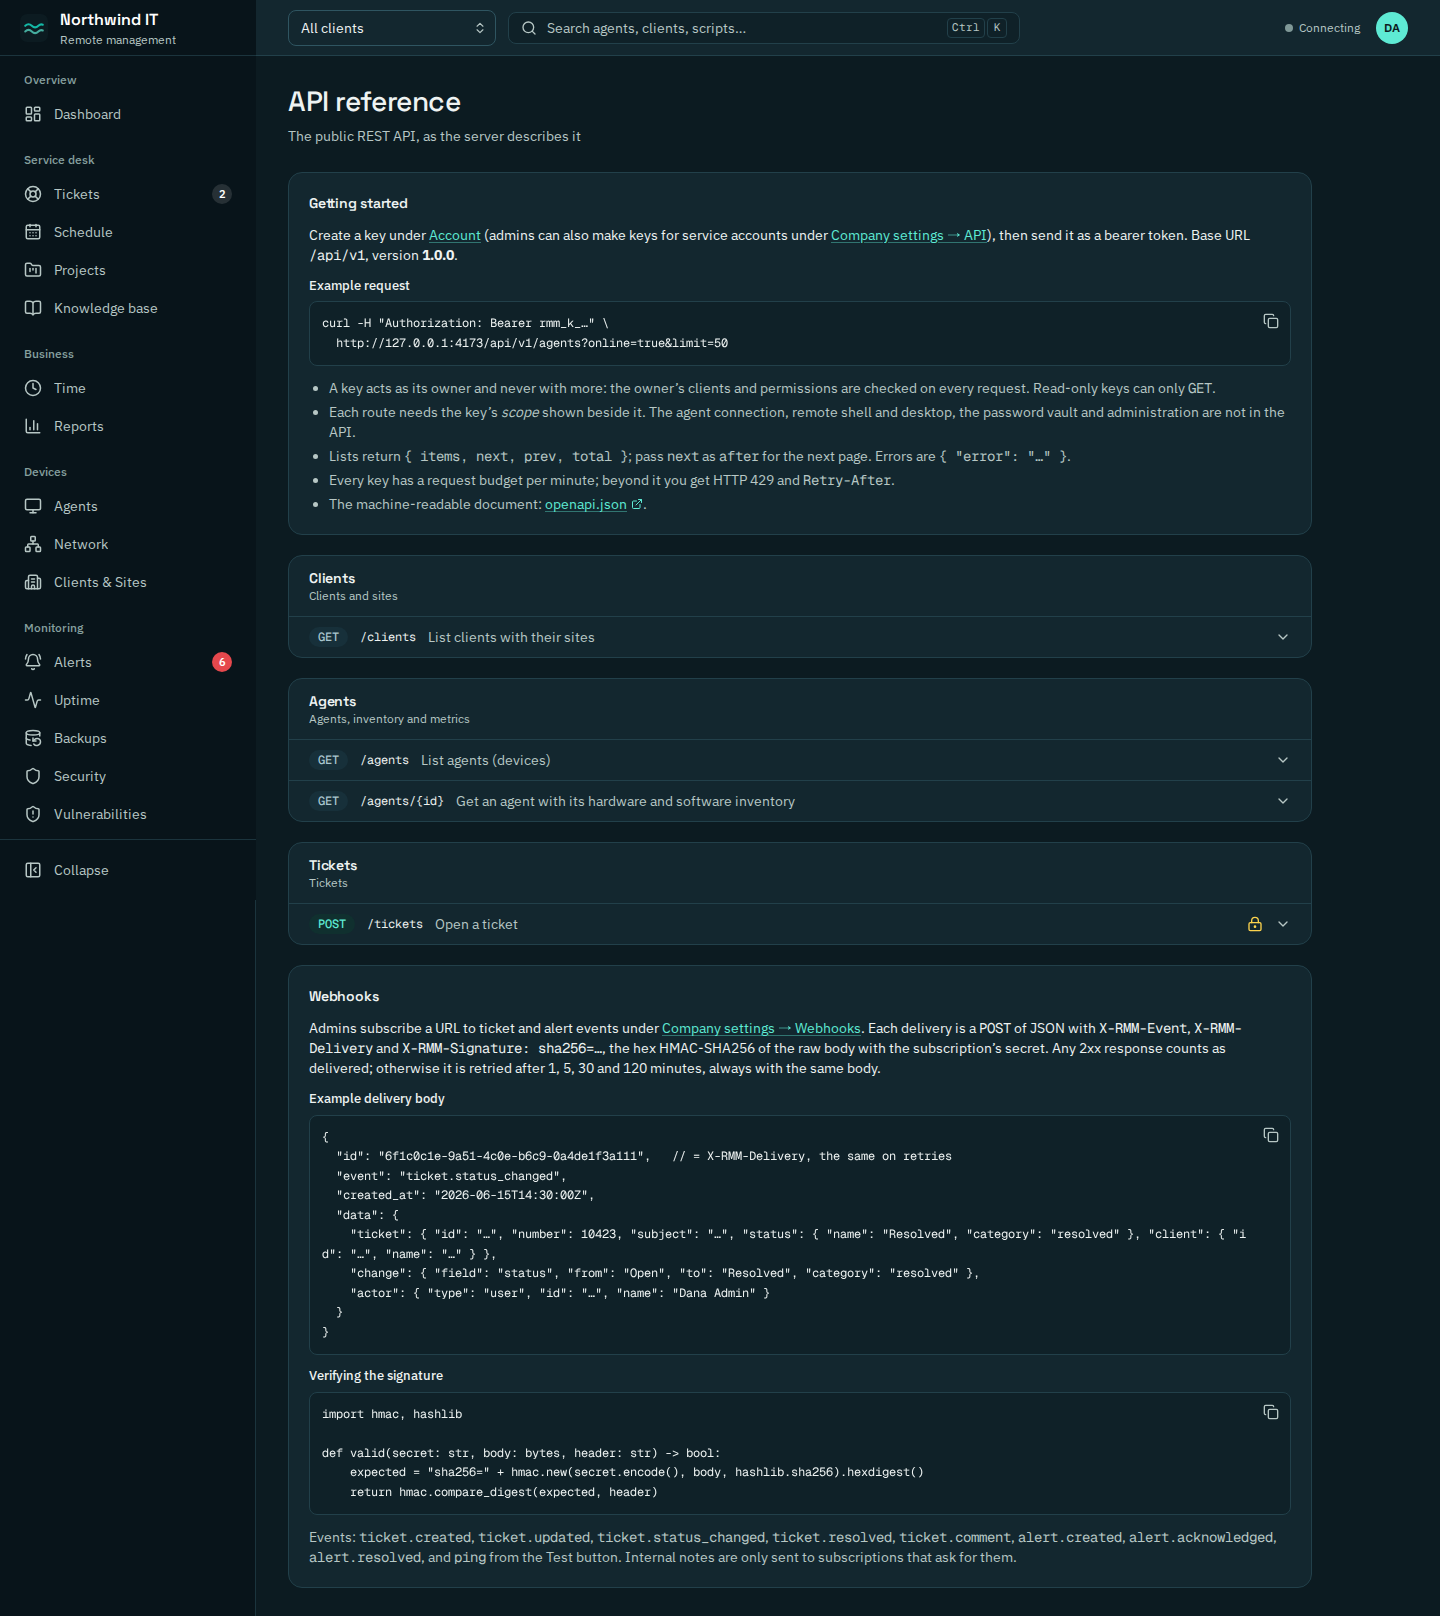 Northwind IT
Remote management
All clients
Search agents, clients, scripts...
Ctrl K
Connecting
DA
Overview
Dashboard
Service desk
Tickets
2
Schedule
Projects
Knowledge base
Business
Time
Reports
Devices
Agents
Network
Clients & Sites
Monitoring
Alerts
6
Uptime
Backups
Security
Vulnerabilities
Collapse
API reference
The public REST API, as the server describes it
Getting started
Create a key under Account (admins can also make keys for service accounts under Company settings → API), then send it as a bearer token. Base URL
/api/v1, version 1.0.0.
Example request
curl -H "Authorization: Bearer rmm_k_…" \
  http://127.0.0.1:4173/api/v1/agents?online=true&limit=50
• A key acts as its owner and never with more: the owner’s clients and permissions are checked on every request. Read-only keys can only GET.
• Each route needs the key’s scope shown beside it. The agent connection, remote shell and desktop, the password vault and administration are not in the
API.
• Lists return { items, next, prev, total }; pass next as after for the next page. Errors are { "error": "…" }.
• Every key has a request budget per minute; beyond it you get HTTP 429 and Retry-After.
• The machine-readable document: openapi.json.
Clients
Clients and sites
GET /clients List clients with their sites
Agents
Agents, inventory and metrics
GET /agents List agents (devices)
GET /agents/{id} Get an agent with its hardware and software inventory
Tickets
Tickets
POST /tickets Open a ticket
Webhooks
Admins subscribe a URL to ticket and alert events under Company settings → Webhooks. Each delivery is a POST of JSON with X-RMM-Event, X-RMM-
Delivery and X-RMM-Signature: sha256=…, the hex HMAC-SHA256 of the raw body with the subscription’s secret. Any 2xx response counts as
delivered; otherwise it is retried after 1, 5, 30 and 120 minutes, always with the same body.
Example delivery body
{
  "id": "6f1c0c1e-9a51-4c0e-b6c9-0a4de1f3a111",   // = X-RMM-Delivery, the same on retries
  "event": "ticket.status_changed",
  "created_at": "2026-06-15T14:30:00Z",
  "data": {
    "ticket": { "id": "…", "number": 10423, "subject": "…", "status": { "name": "Resolved", "category": "resolved" }, "client": { "i
d": "…", "name": "…" } },
    "change": { "field": "status", "from": "Open", "to": "Resolved", "category": "resolved" },
    "actor": { "type": "user", "id": "…", "name": "Dana Admin" }
  }
}
Verifying the signature
import hmac, hashlib
def valid(secret: str, body: bytes, header: str) -> bool:
    expected = "sha256=" + hmac.new(secret.encode(), body, hashlib.sha256).hexdigest()
    return hmac.compare_digest(expected, header)
Events: ticket.created, ticket.updated, ticket.status_changed, ticket.resolved, ticket.comment, alert.created, alert.acknowledged,
alert.resolved, and ping from the Test button. Internal notes are only sent to subscriptions that ask for them.